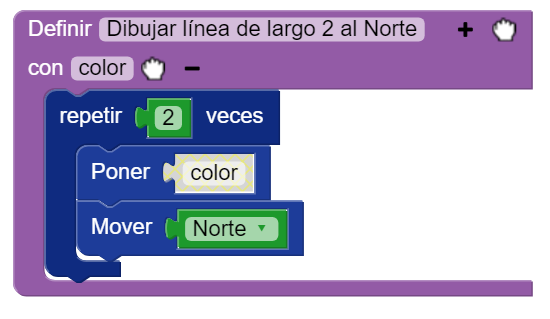 Definir Dibujar línea de largo 2 al Norte +
con color −
repetir 2 veces
Poner color
Mover Norte